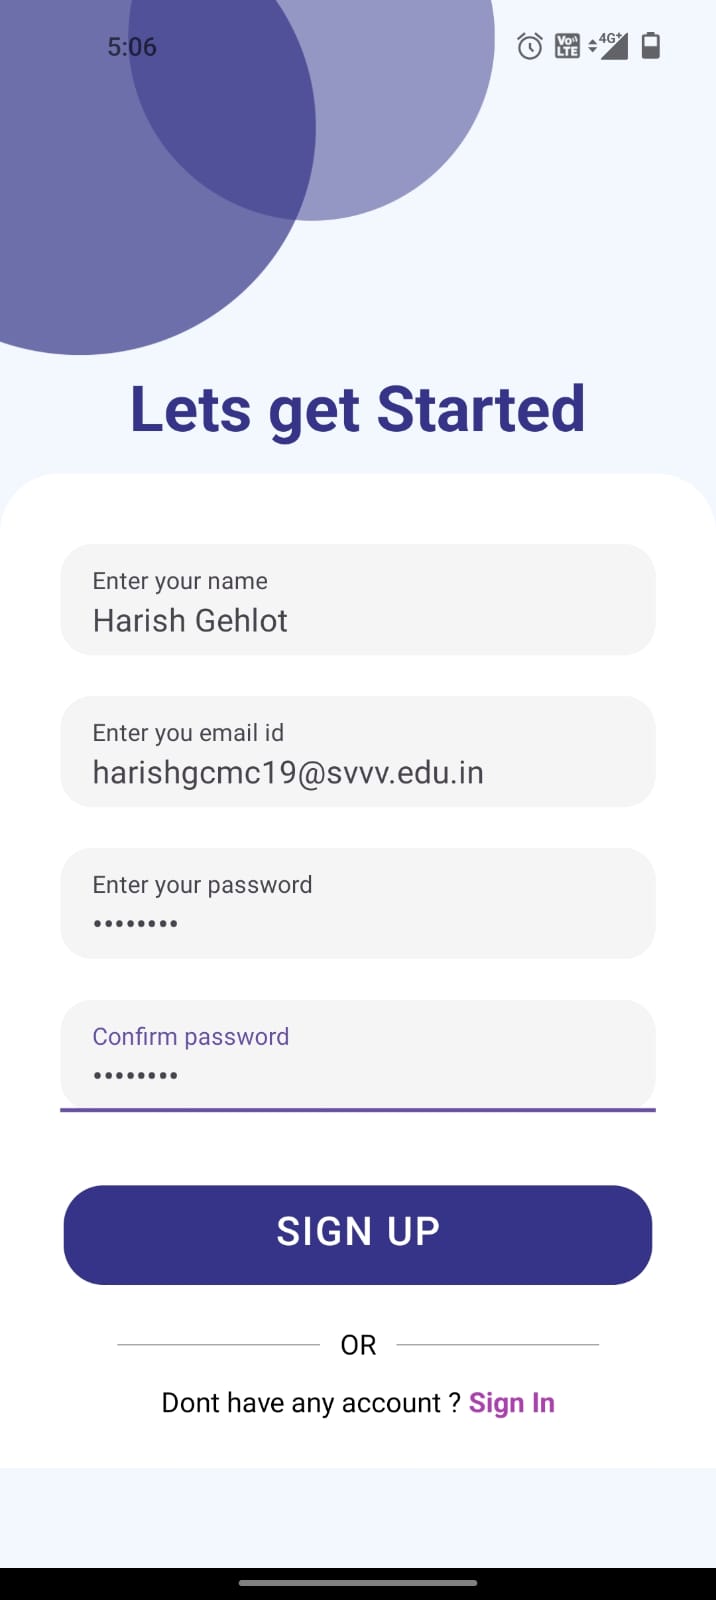 5:06
Vo LTE 4G+
Lets get Started
Enter your name
Harish Gehlot
Enter you email id
harishgcmc19@svvv.edu.in
Enter your password
••••••••
Confirm password
••••••••
SIGN UP
OR
Dont have any account ? Sign In